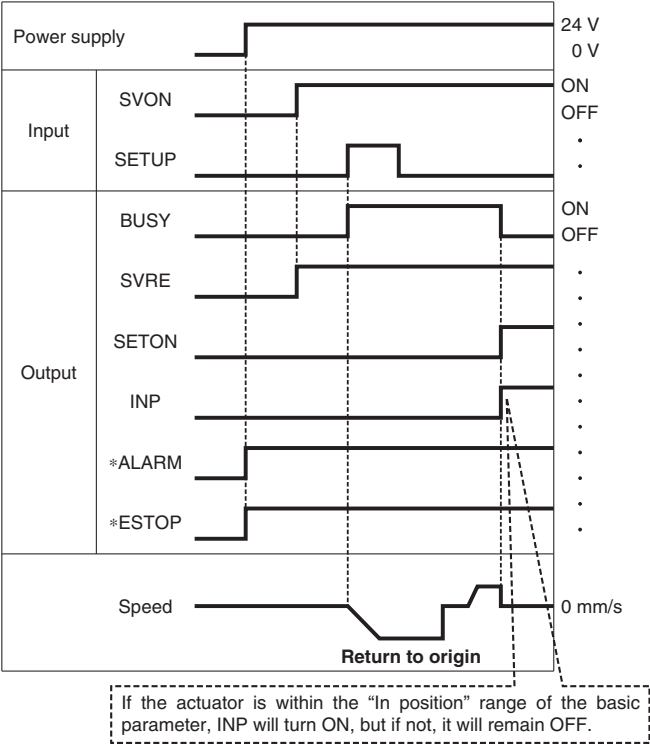 Power supply
24 V
0 V
Input
SVON
ON
OFF
SETUP
Output
BUSY
ON
OFF
SVRE
SETON
INP
*ALARM
*ESTOP
Speed
0 mm/s
Return to origin
If the actuator is within the “In position” range of the basic
parameter, INP will turn ON, but if not, it will remain OFF.